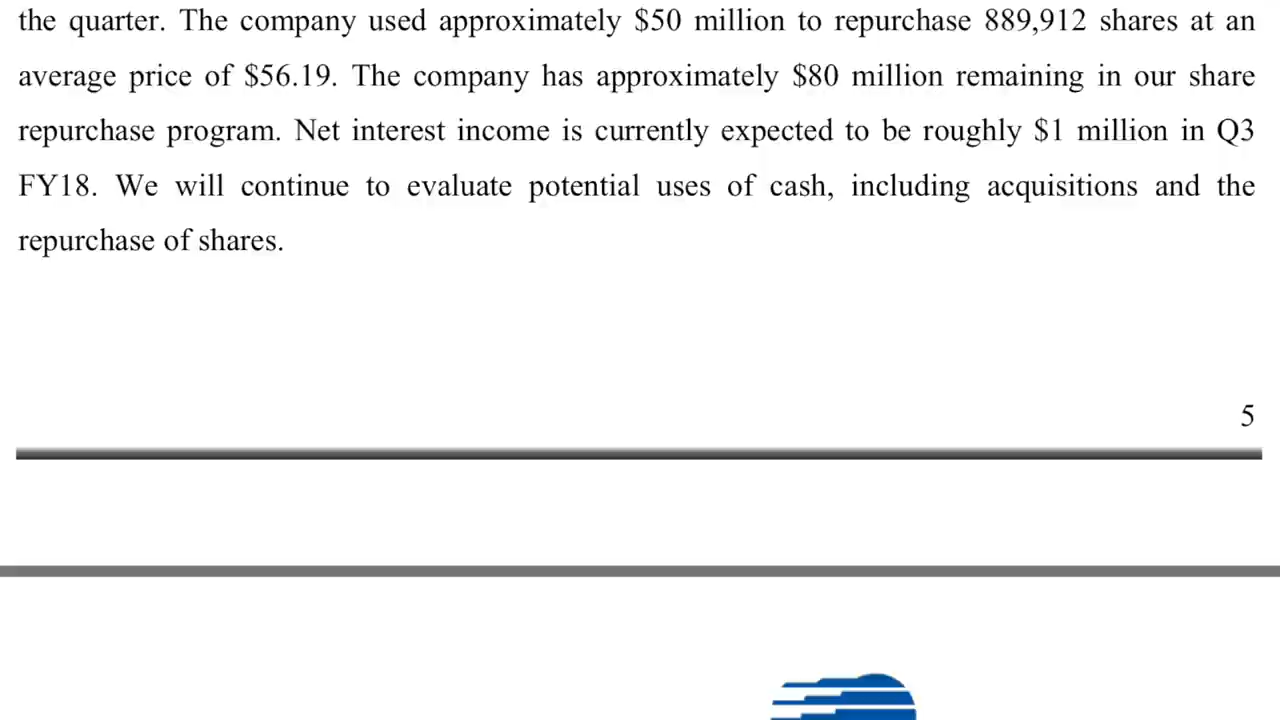 the quarter. The company used approximately $50 million to repurchase 889,912 shares at an
average price of $56.19. The company has approximately $80 million remaining in our share
repurchase program. Net interest income is currently expected to be roughly $1 million in Q3
FY18. We will continue to evaluate potential uses of cash, including acquisitions and the
repurchase of shares.
5